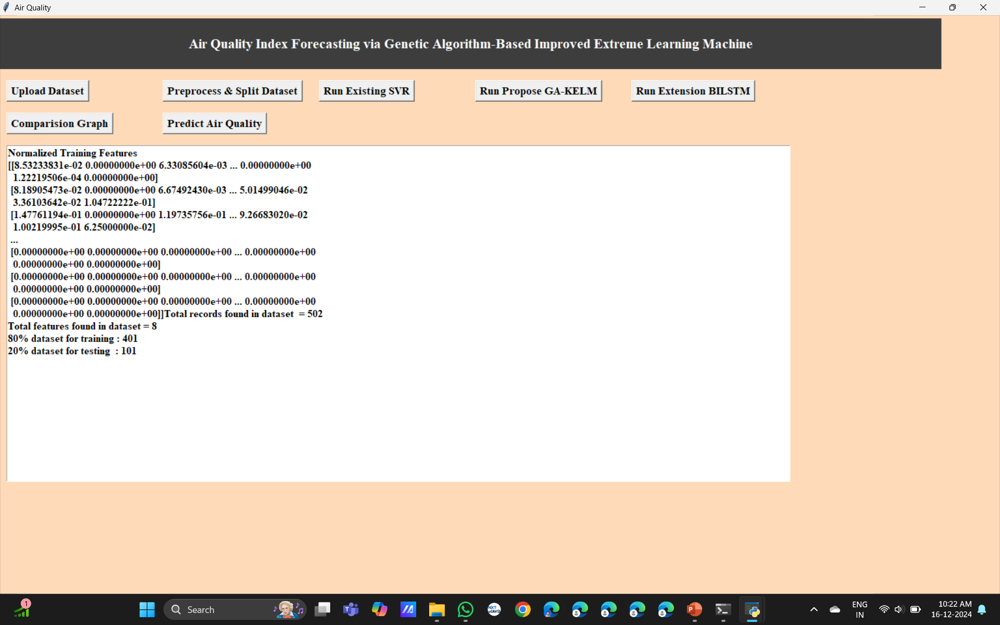 Air Quality
Air Quality Index Forecasting via Genetic Algorithm-Based Improved Extreme Learning Machine
Upload Dataset
Preprocess & Split Dataset
Run Existing SVR
Run Propose GA-KELM
Run Extension BILSTM
Comparision Graph
Predict Air Quality
Normalized Training Features
[[8.53233831e-02 0.00000000e+00 6.33085604e-03 ... 0.00000000e+00
1.22219506e-04 0.00000000e+00]
[8.18905473e-02 0.00000000e+00 6.67492430e-03 ... 5.01499046e-02
3.36103642e-02 1.04722222e-01]
[1.47761194e-01 0.00000000e+00 1.19735756e-01 ... 9.26683020e-02
1.00219995e-01 6.25000000e-02]
...
[0.00000000e+00 0.00000000e+00 0.00000000e+00 ... 0.00000000e+00
0.00000000e+00 0.00000000e+00]
[0.00000000e+00 0.00000000e+00 0.00000000e+00 ... 0.00000000e+00
0.00000000e+00 0.00000000e+00]
[0.00000000e+00 0.00000000e+00 0.00000000e+00 ... 0.00000000e+00
0.00000000e+00 0.00000000e+00]]Total records found in dataset  = 502
Total features found in dataset = 8
80% dataset for training : 401
20% dataset for testing  : 101
1
Search
NXT
WAVE
ENG
IN
10:22 AM
16-12-2024